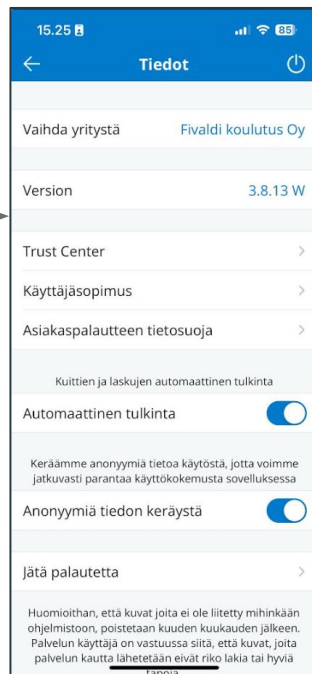 15.25 85
Tiedot
Vaihda yritystä Fivaldi koulutus Oy
Version 3.8.13 W
Trust Center
Käyttäjäsopimus
Asiakaspalautteen tietosuoja
Kuittien ja laskujen automaattinen tulkinta
Automaattinen tulkinta
Keräämme anonyymiä tietoa käytöstä, jotta voimme
jatkuvasti parantaa käyttökokemusta sovelluksessa
Anonyymiä tiedon keräystä
Jätä palautetta
Huomioithan, että kuvat joita ei ole liitetty mihinkään
ohjelmistoon, poistetaan kuuden kuukauden jälkeen.
Palvelun käyttäjä on vastuussa siitä, että kuvat, joita
palvelun kautta lähetetään eivät riko lakia tai hyviä
tapoja